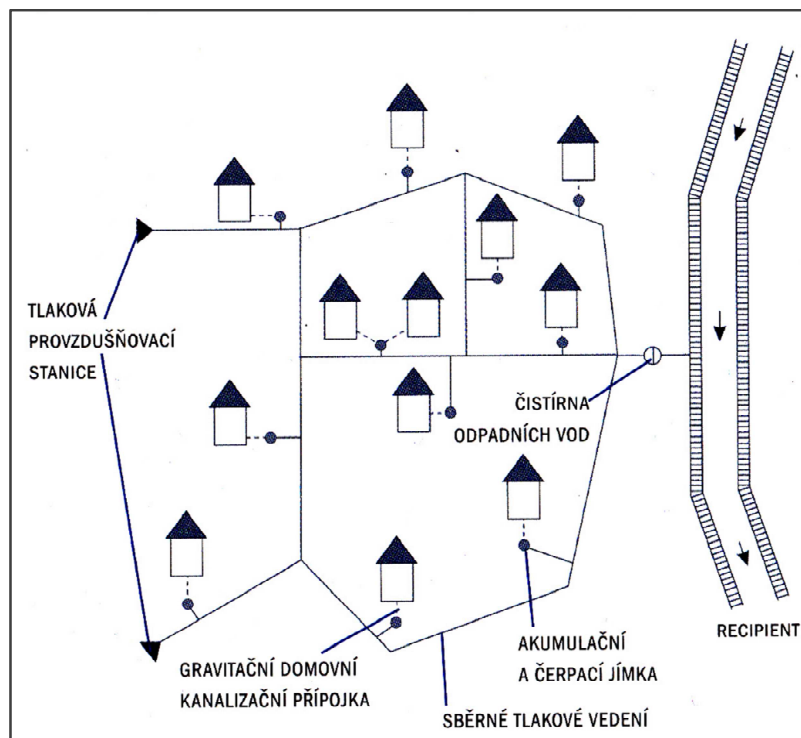 TLAKOVÁ
PROVZDUŠŇOVACÍ
STANICE
ČISTÍRNA
ODPADNÍCH VOD
GRAVITAČNÍ DOMOVNÍ
KANALIZAČNÍ PŘÍPOJKA
AKUMULAČNÍ
A ČERPACÍ JÍMKA
SBĚRNÉ TLAKOVÉ VEDENÍ
RECIPIENT